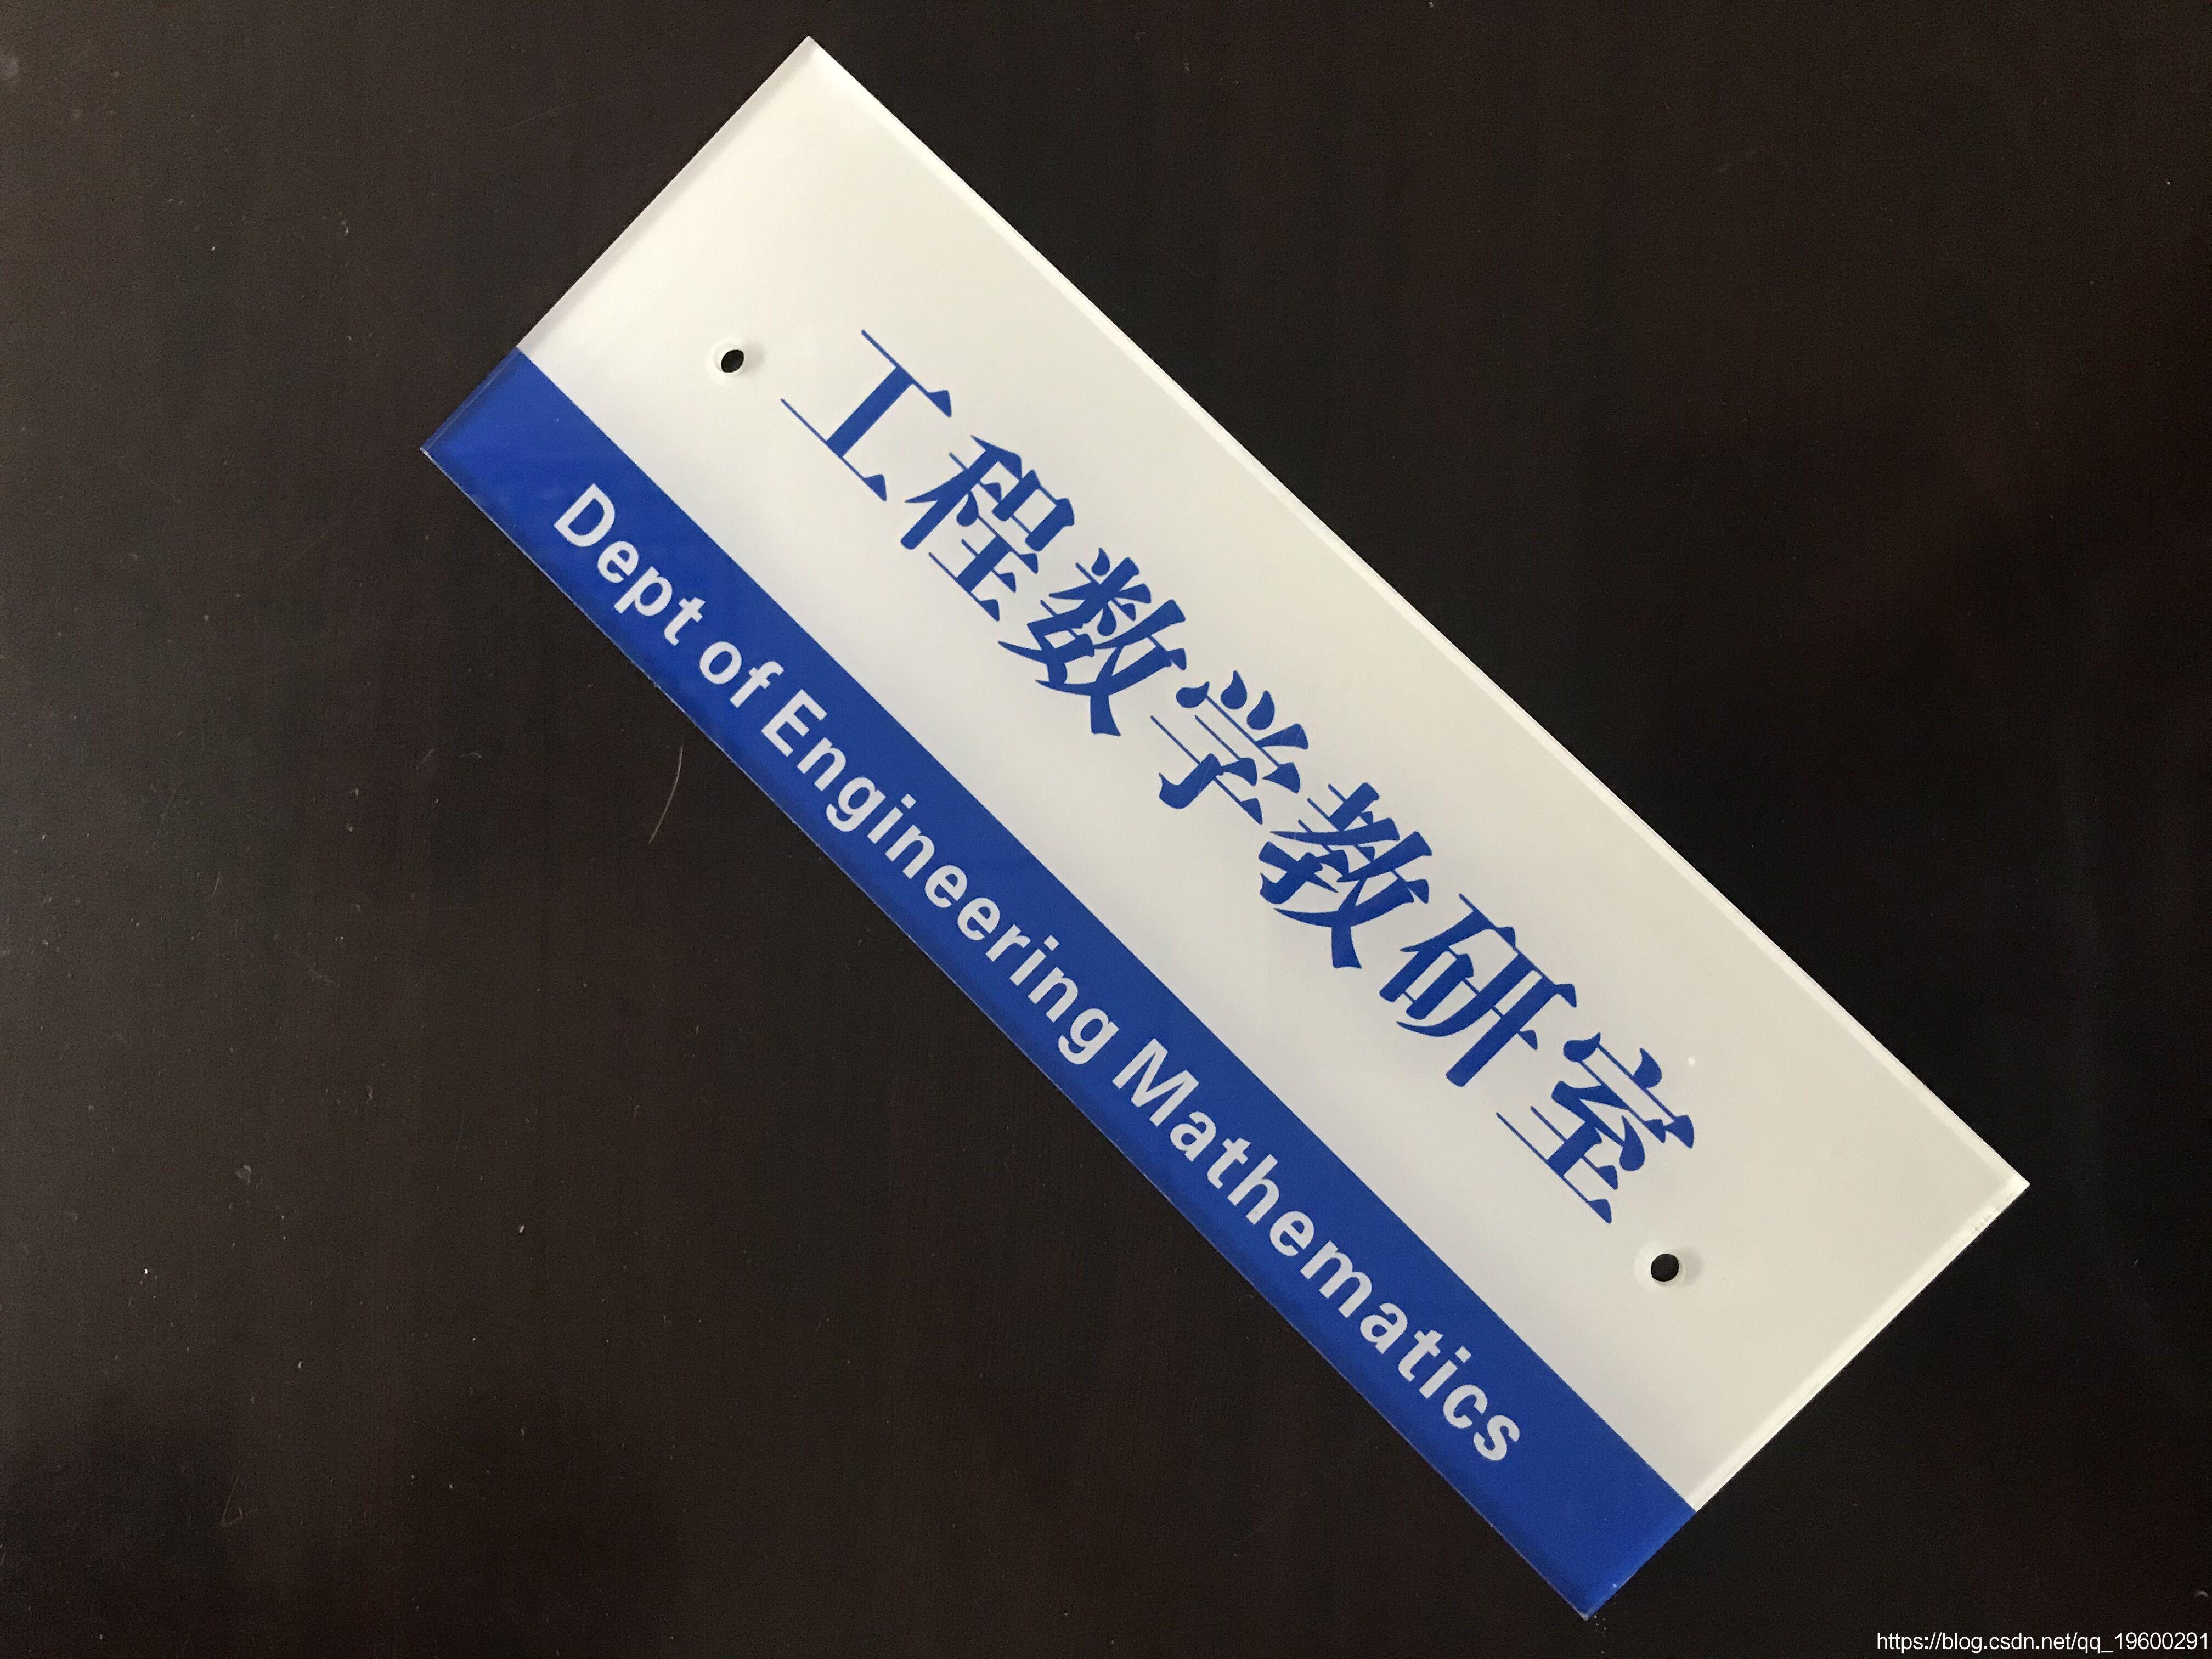 工程数学教研室
Dept of Engineering Mathematics
https://blog.csdn.net/qq_19600291